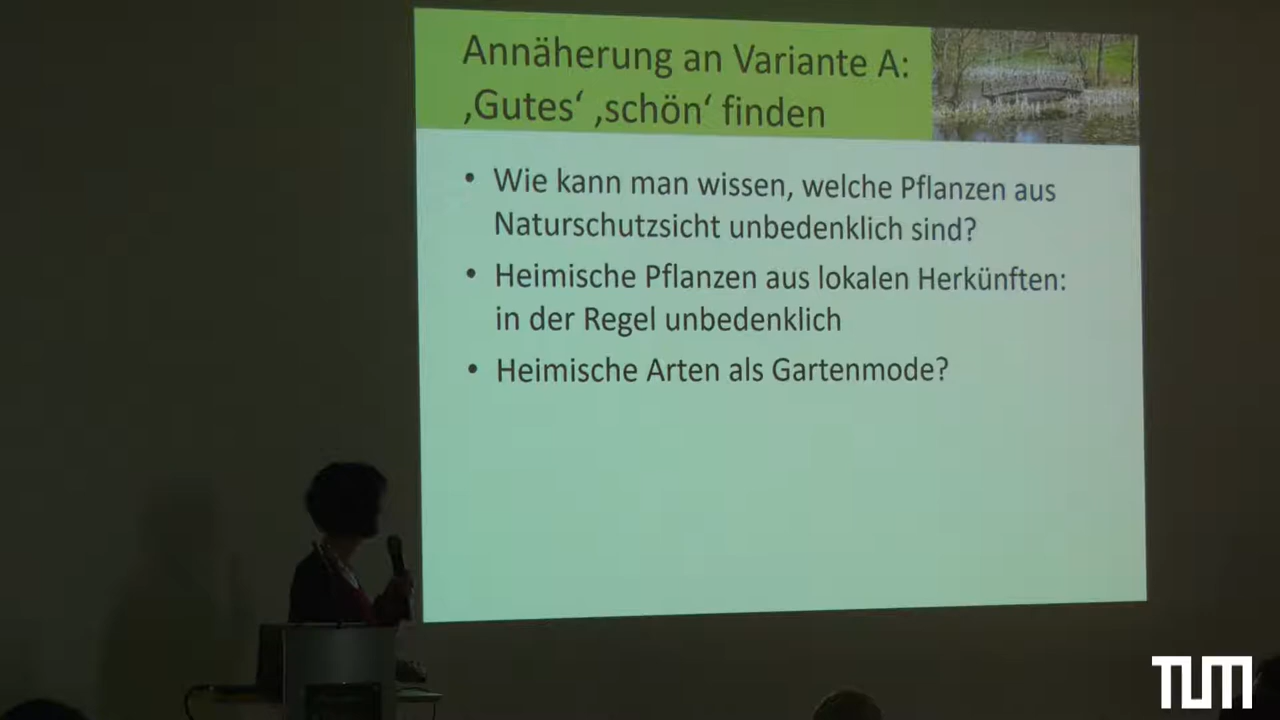 Annäherung an Variante A:
‚Gutes‘ ‚schön‘ finden
• Wie kann man wissen, welche Pflanzen aus
Naturschutzsicht unbedenklich sind?
• Heimische Pflanzen aus lokalen Herkünften:
in der Regel unbedenklich
• Heimische Arten als Gartenmode?
TUM